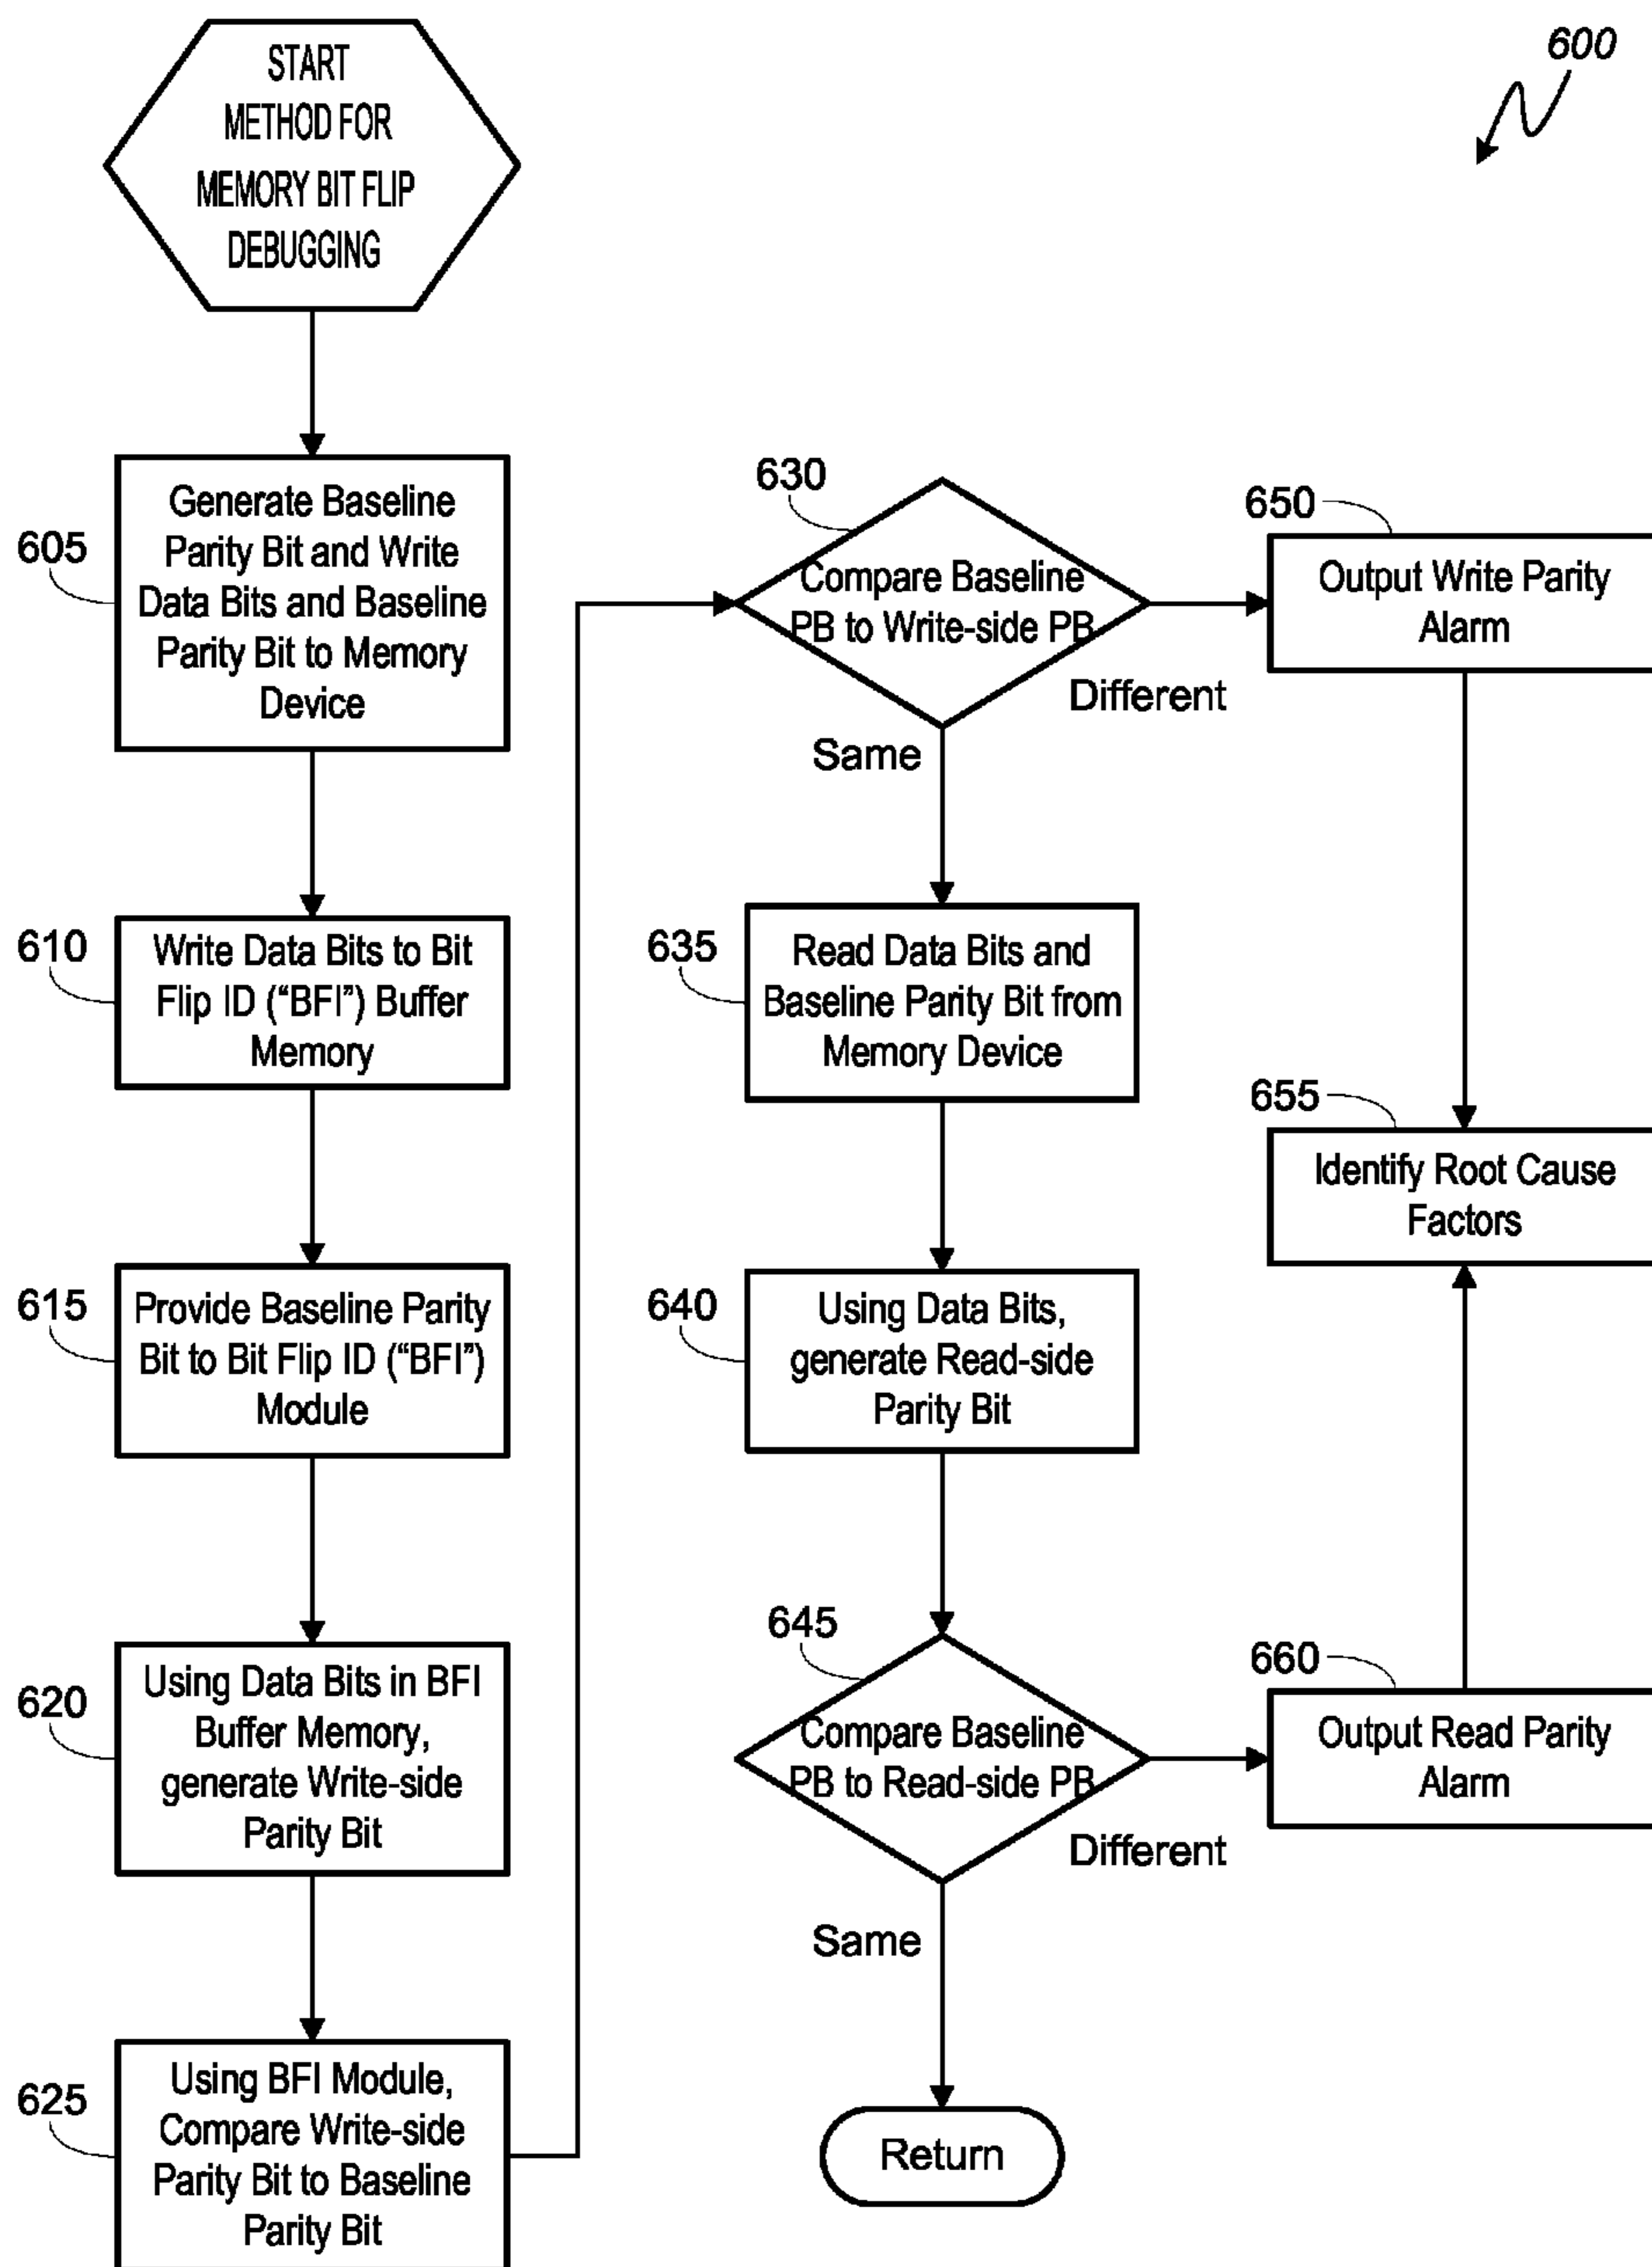 START
METHOD FOR
MEMORY BIT FLIP
DEBUGGING
600
605
Generate Baseline
Parity Bit and Write
Data Bits and Baseline
Parity Bit to Memory
Device
610
Write Data Bits to Bit
Flip ID (“BFI”) Buffer
Memory
615
Provide Baseline Parity
Bit to Bit Flip ID (“BFI”)
Module
620
Using Data Bits in BFI
Buffer Memory,
generate Write-side
Parity Bit
625
Using BFI Module,
Compare Write-side
Parity Bit to Baseline
Parity Bit
630
Compare Baseline
PB to Write-side PB
Different
Same
635
Read Data Bits and
Baseline Parity Bit from
Memory Device
640
Using Data Bits,
generate Read-side
Parity Bit
645
Compare Baseline
PB to Read-side PB
Different
Same
Return
650
Output Write Parity
Alarm
655
Identify Root Cause
Factors
660
Output Read Parity
Alarm